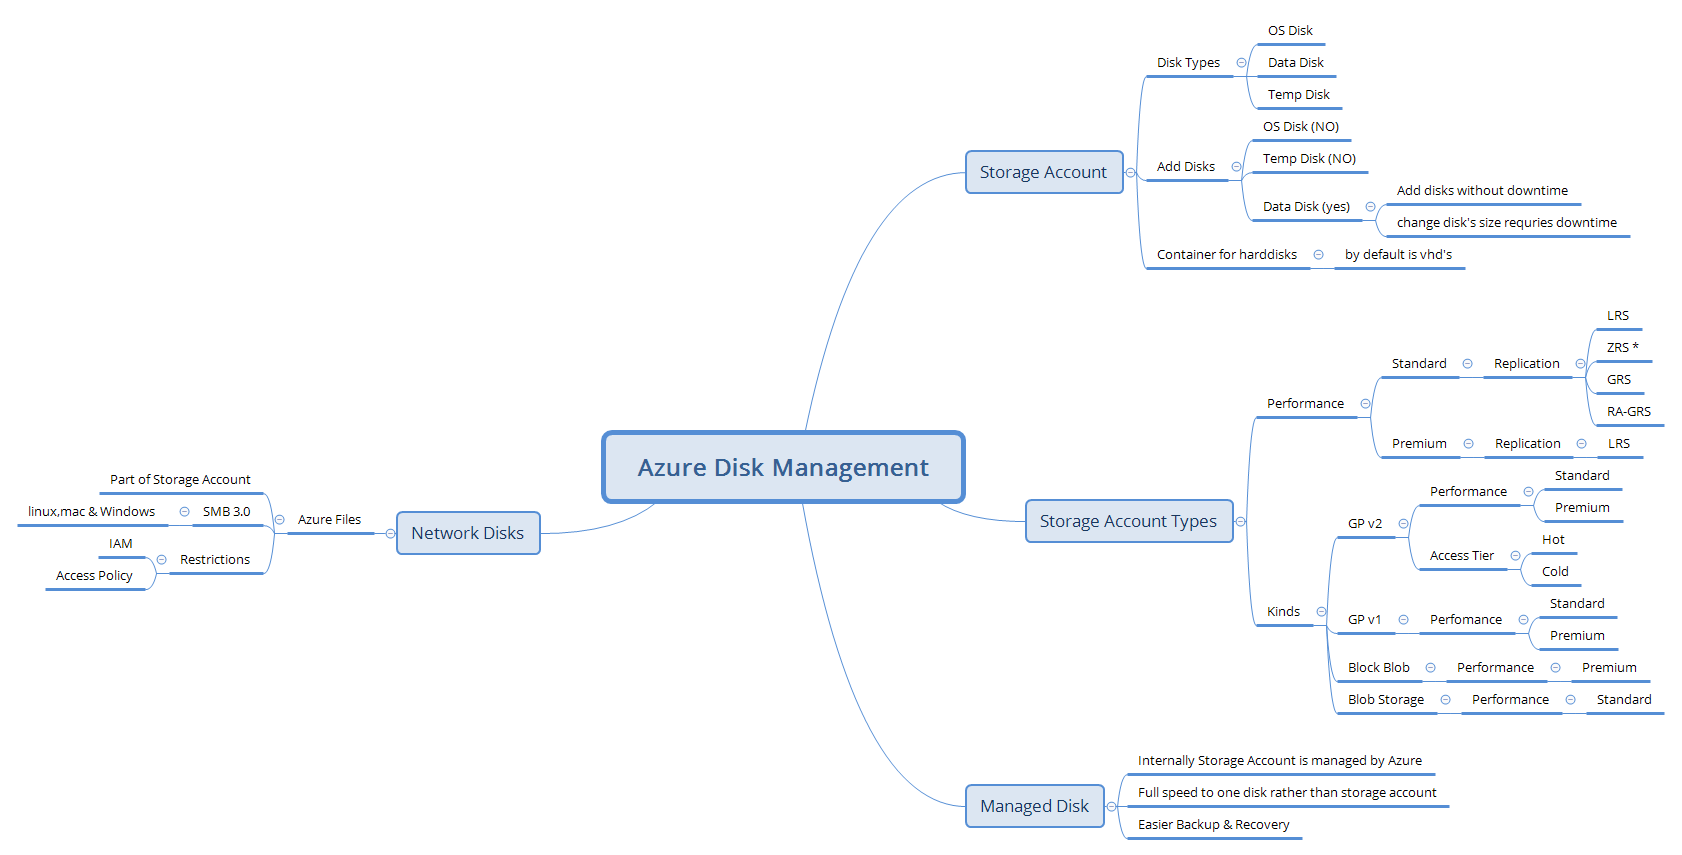 Azure Disk Management
Storage Account
Disk Types
OS Disk
Data Disk
Temp Disk
Add Disks
OS Disk (NO)
Temp Disk (NO)
Data Disk (yes)
Add disks without downtime
change disk's size requries downtime
Container for harddisks
by default is vhd's
Storage Account Types
Performance
Standard
Replication
LRS
ZRS *
GRS
RA-GRS
Premium
Replication
LRS
Kinds
GP v2
Performance
Standard
Premium
Access Tier
Hot
Cold
GP v1
Perfomance
Standard
Premium
Block Blob
Performance
Premium
Blob Storage
Performance
Standard
Managed Disk
Internally Storage Account is managed by Azure
Full speed to one disk rather than storage account
Easier Backup & Recovery
Network Disks
Azure Files
Part of Storage Account
SMB 3.0
linux,mac & Windows
Restrictions
IAM
Access Policy